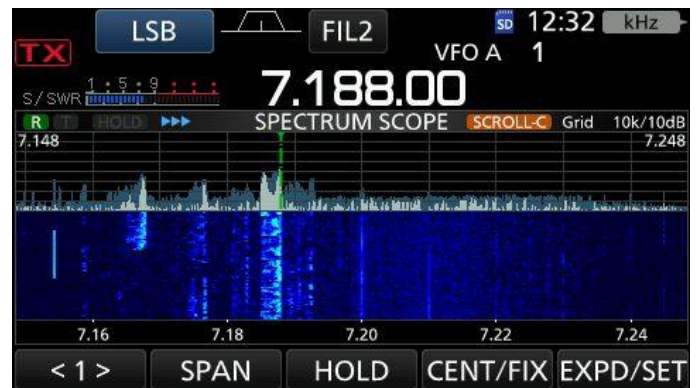 LSB FIL2 SD 12:32 kHz
TX VFO A 1
1 5 9
S/SWR 7.188.00
R T HOLD SPECTRUM SCOPE SCROLL-C Grid 10k/10dB
7.148 7.248
7.16 7.18 7.20 7.22 7.24
< 1 > SPAN HOLD CENT/FIX EXPD/SET